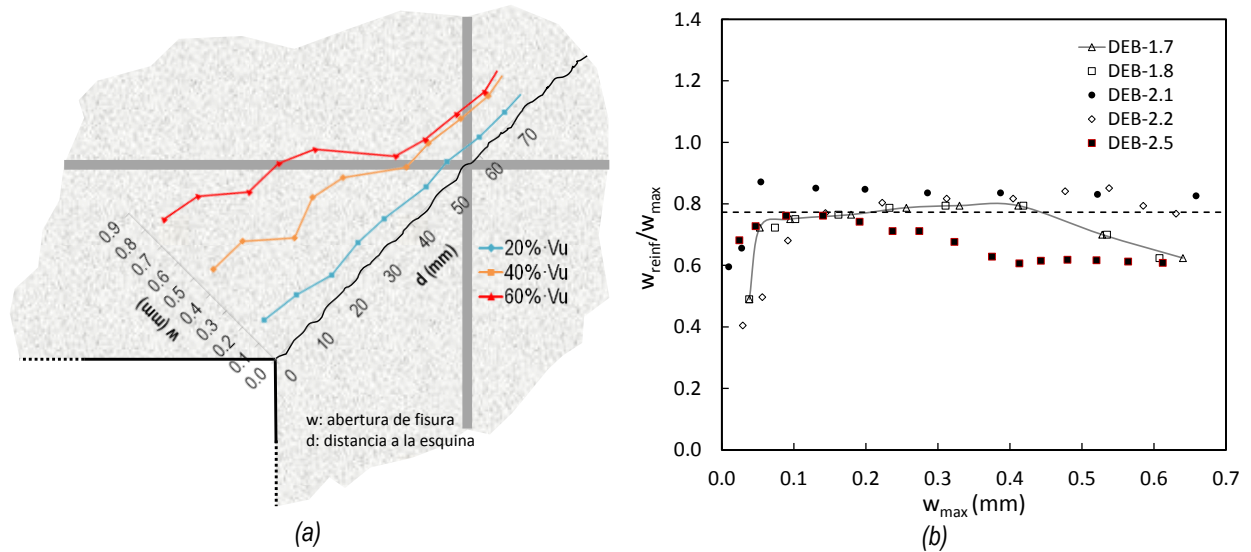 0.9
0.8
0.7
0.6
0.5
0.4
0.3
0.2
0.1
0.0
w (mm)
0
10
20
30
40
50
60
70
d (mm)
20%·Vu
40%·Vu
60%·Vu
w: abertura de fisura
d: distancia a la esquina
(a)
1.4
1.2
1.0
0.8
0.6
0.4
0.2
0.0
w_reinf/w_max
DEB-1.7
DEB-1.8
DEB-2.1
DEB-2.2
DEB-2.5
0.0 0.1 0.2 0.3 0.4 0.5 0.6 0.7
w_max (mm)
(b)